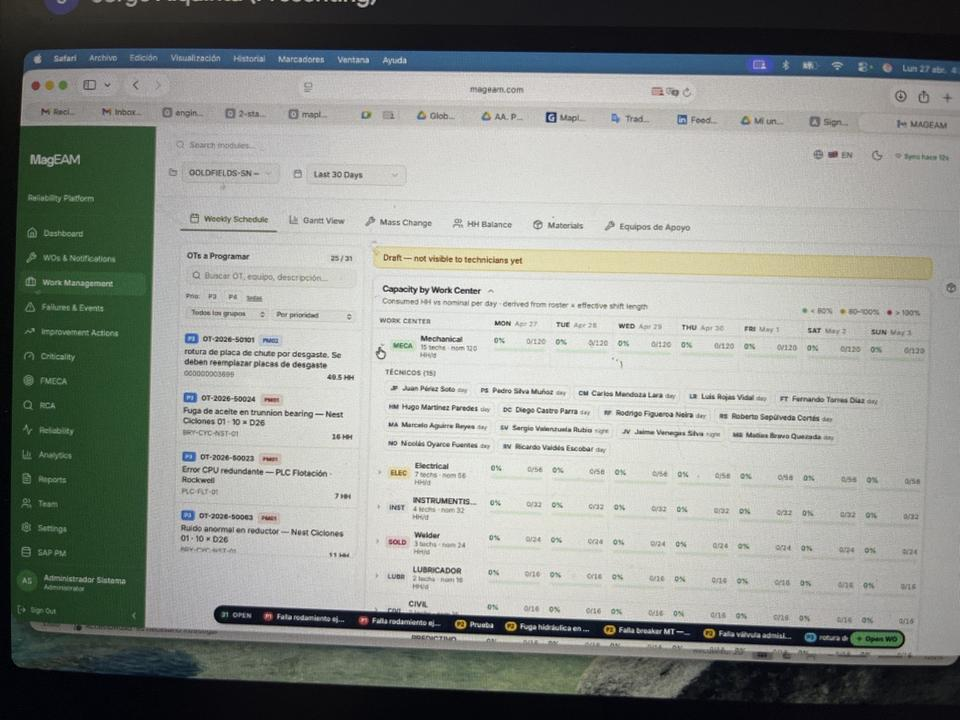 (Presenting)
Safari Archivo Edición Visualización Historial Marcadores Ventana Ayuda
Lun 27 abr.
mageam.com
Reci... Inbox... engin... 2-sta... mapl... Glob... AA. P... Mapl... Trad... Feed... Mi un... Sign... MAGEAM
MagEAM
Reliability Platform
Dashboard
WOs & Notifications
Work Management
Failures & Events
Improvement Actions
Criticality
FMECA
RCA
Reliability
Analytics
Reports
Team
Settings
SAP PM
AS Administrador Sistema
Administrator
Sign Out
Search modules...
EN
Sync hace 12s
GOLDFIELDS-SN –
Last 30 Days
Weekly Schedule Gantt View Mass Change HH Balance Materials Equipos de Apoyo
OTs a Programar 25/31
Buscar OT, equipo, descripción...
Prio: P3 P4 todas
Todos los grupos Por prioridad
P3 OT-2026-50101 PM02
rotura de placa de chute por desgaste. Se
deben reemplazar placas de desgaste
49.5 HH
P3 OT-2026-50024 PM01
Fuga de aceite en trunnion bearing — Nest
Ciclones 01 · 10 × D26
BRY-CYC-NST-01
16 HH
P3 OT-2026-50023 PM01
Error CPU redundante — PLC Flotación ·
Rockwell
PLC-FLT-01
7 HH
P3 OT-2026-50063 PM01
Ruido anormal en reductor — Nest Ciclones
01 · 10 × D26
BRY-CYC-NST-01
11 HH
Draft — not visible to technicians yet
Capacity by Work Center
Consumed HH vs nominal per day · derived from roster × effective shift length
< 80% 80–100% > 100%
WORK CENTER MON Apr 27 TUE Apr 28 WED Apr 29 THU Apr 30 FRI May 1 SAT May 2 SUN May 3
MECA Mechanical
15 techs · nom 120
HH/d
0% 0/120 0% 0/120 0% 0/120 0% 0/120 0% 0/120 0% 0/120 0% 0/120
TÉCNICOS (15)
JP Juan Pérez Soto day PS Pedro Silva Muñoz day CM Carlos Mendoza Lara day LR Luis Rojas Vidal day FT Fernando Torres Díaz day
HM Hugo Martínez Paredes day DC Diego Castro Parra day RF Rodrigo Figueroa Neira day RS Roberto Sepúlveda Cortés day
MA Marcelo Aguirre Reyes day SV Sergio Valenzuela Rubio night JV Jaime Venegas Silva night MB Matías Bravo Quezada day
NO Nicolás Oyarce Fuentes day RV Ricardo Valdés Escobar day
ELEC Electrical
7 techs · nom 56
HH/d
0% 0/56 0% 0/56 0% 0/56 0% 0/56 0% 0/56 0% 0/56 0% 0/56
INST INSTRUMENTIS...
4 techs · nom 32
HH/d
0% 0/32 0% 0/32 0% 0/32 0% 0/32 0% 0/32 0% 0/32 0% 0/32
SOLD Welder
3 techs · nom 24
HH/d
0% 0/24 0% 0/24 0% 0/24 0% 0/24 0% 0/24 0% 0/24 0% 0/24
LUBR LUBRICADOR
2 techs · nom 16
HH/d
0% 0/16 0% 0/16 0% 0/16 0% 0/16 0% 0/16 0% 0/16 0% 0/16
CIVIL CIVIL
0% 0/16 0% 0/16 0% 0/16 0% 0/16 0% 0/16 0% 0/16 0% 0/16
31 OPEN P1 Falla rodamiento ej... P1 Falla rodamiento ej... P2 Prueba P2 Fuga hidráulica en ... P2 Falla breaker MT —... P2 Falla válvula admisi... P3 rotura de + Open WO
PREDICTIVO